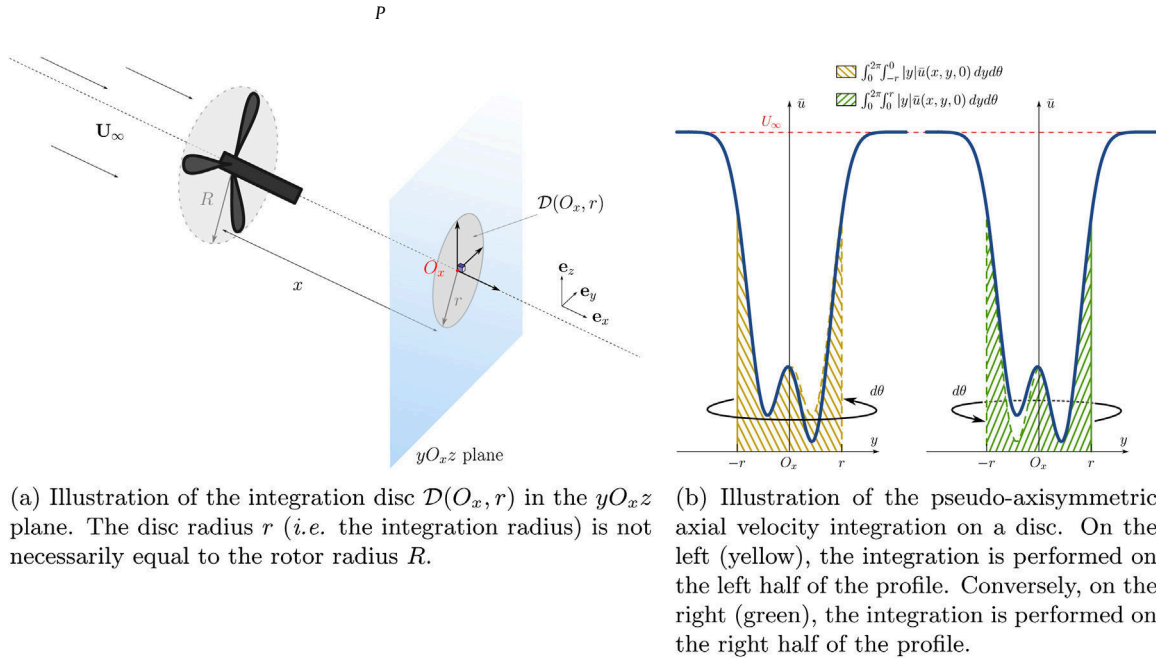 P
U∞
R
x
𝒟(Oₓ, r)
Oₓ
r
e_z
e_y
e_x
yOₓz plane
∫₀^{2π}∫_{−r}^{0} |y|ū(x, y, 0) dydθ
∫₀^{2π}∫₀^{r} |y|ū(x, y, 0) dydθ
ū ū
U∞
dθ dθ
y y
−r Oₓ r −r Oₓ r
(a) Illustration of the integration disc 𝒟(Oₓ, r) in the yOₓz
plane. The disc radius r (i.e. the integration radius) is not
necessarily equal to the rotor radius R.
(b) Illustration of the pseudo-axisymmetric
axial velocity integration on a disc. On the
left (yellow), the integration is performed on
the left half of the profile. Conversely, on the
right (green), the integration is performed on
the right half of the profile.